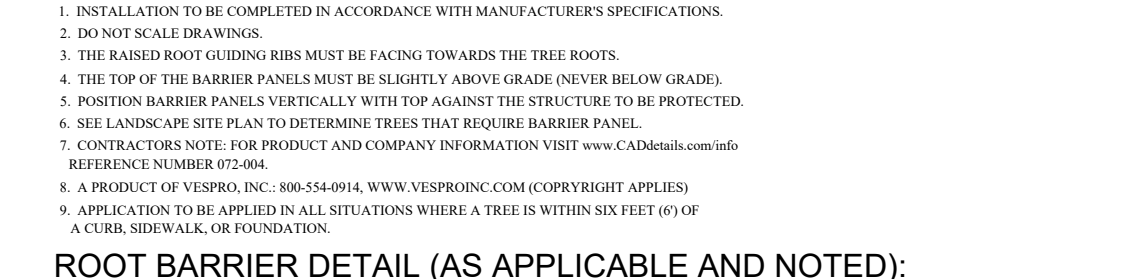 1. INSTALLATION TO BE COMPLETED IN ACCORDANCE WITH MANUFACTURER'S SPECIFICATIONS.
2. DO NOT SCALE DRAWINGS.
3. THE RAISED ROOT GUIDING RIBS MUST BE FACING TOWARDS THE TREE ROOTS.
4. THE TOP OF THE BARRIER PANELS MUST BE SLIGHTLY ABOVE GRADE (NEVER BELOW GRADE).
5. POSITION BARRIER PANELS VERTICALLY WITH TOP AGAINST THE STRUCTURE TO BE PROTECTED.
6. SEE LANDSCAPE SITE PLAN TO DETERMINE TREES THAT REQUIRE BARRIER PANEL.
7. CONTRACTORS NOTE: FOR PRODUCT AND COMPANY INFORMATION VISIT www.CADdetails.com/info
REFERENCE NUMBER 072-004.
8. A PRODUCT OF VESPRO, INC.: 800-554-0914, WWW.VESPROINC.COM (COPRYRIGHT APPLIES)
9. APPLICATION TO BE APPLIED IN ALL SITUATIONS WHERE A TREE IS WITHIN SIX FEET (6') OF
A CURB, SIDEWALK, OR FOUNDATION.
ROOT BARRIER DETAIL (AS APPLICABLE AND NOTED):